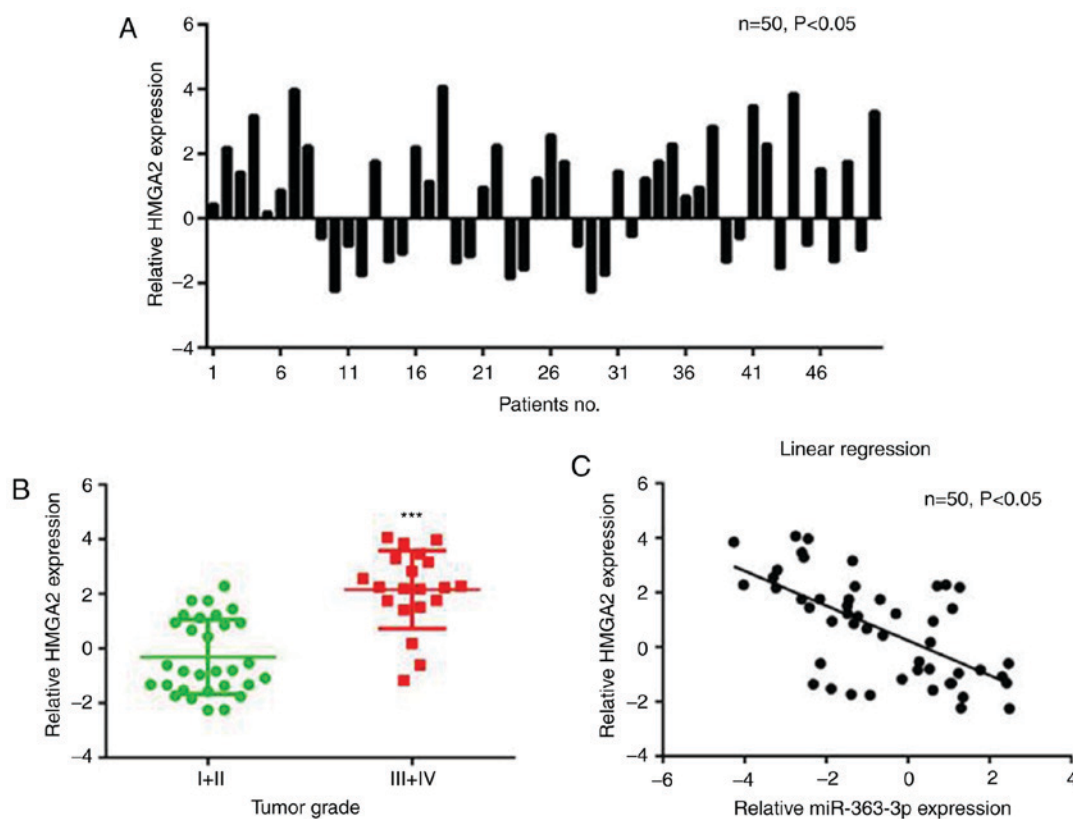 A
n=50, P<0.05
Relative HMGA2 expression
6
4
2
0
−2
−4
1 6 11 16 21 26 31 36 41 46
Patients no.
B
Relative HMGA2 expression
6
4
2
0
−2
−4
***
I+II III+IV
Tumor grade
C
Linear regression
n=50, P<0.05
Relative HMGA2 expression
6
4
2
0
−2
−4
−6 −4 −2 0 2 4
Relative miR-363-3p expression